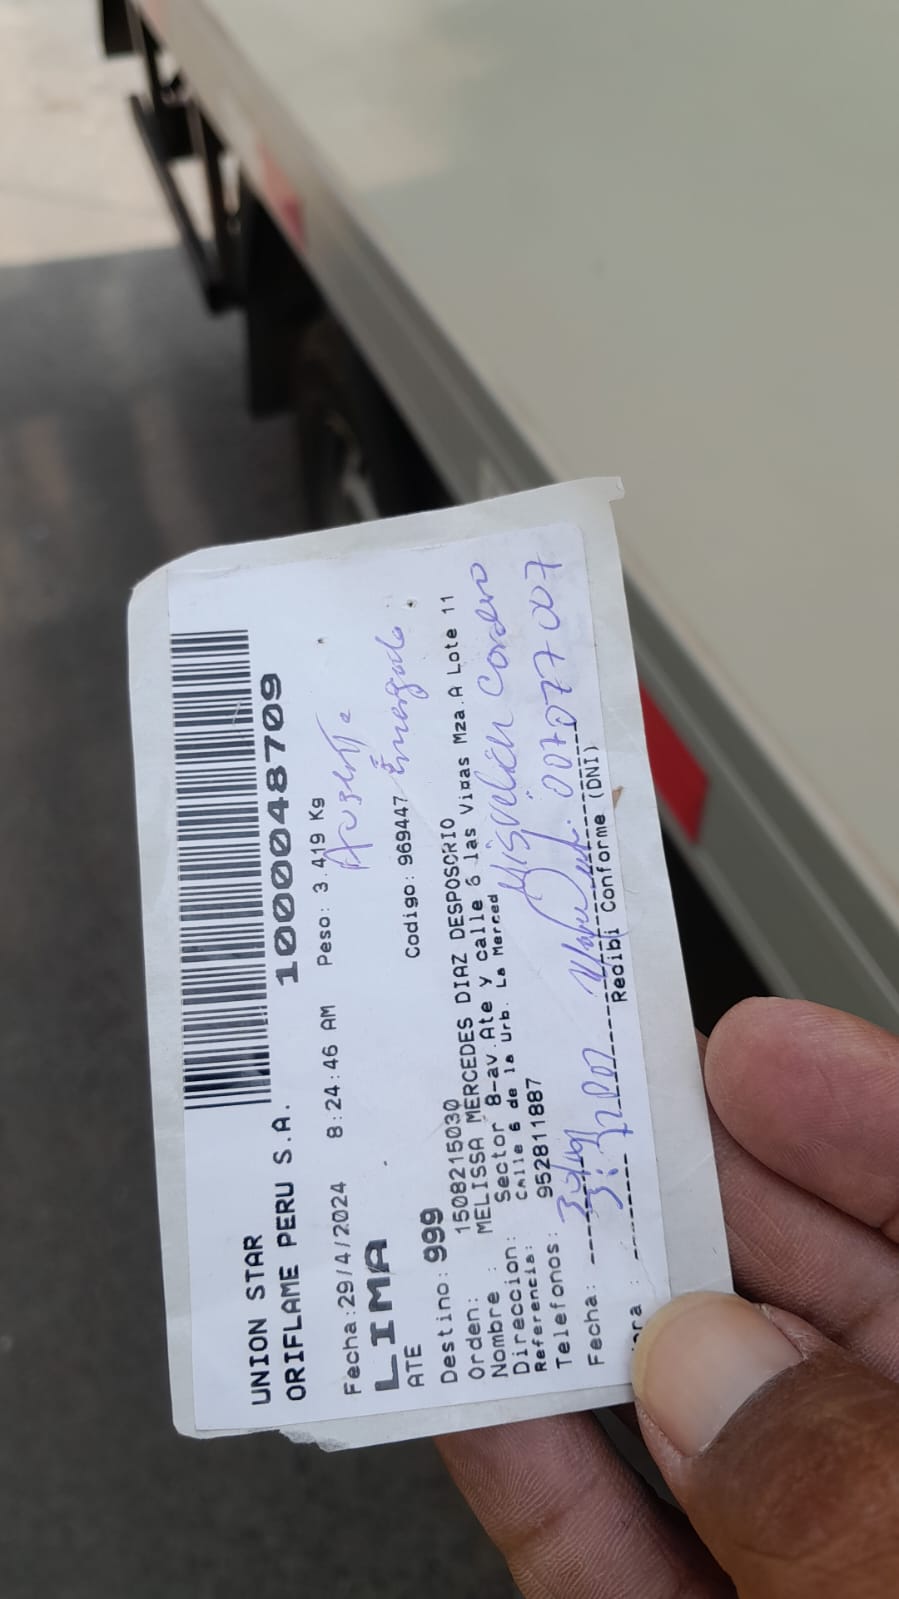 UNION STAR
ORIFLAME PERU S.A. 1000048709
Fecha:29/4/2024 8:24:46 AM Peso: 3.419 Kg
LIMA Ausente
ATE Codigo: 969447
Destino: 999
Orden: 1508215030
Nombre : MELISSA MERCEDES DIAZ DESPOSORIO
Direccion: Sector 8-av.Ate y calle 6 las Viñas Mza.A Lote 11
Referencia: Calle 6 de la Urb. La Merced
Telefonos: 952811887 Cordero
Fecha: 007077007
Recibi Conforme (DNI)